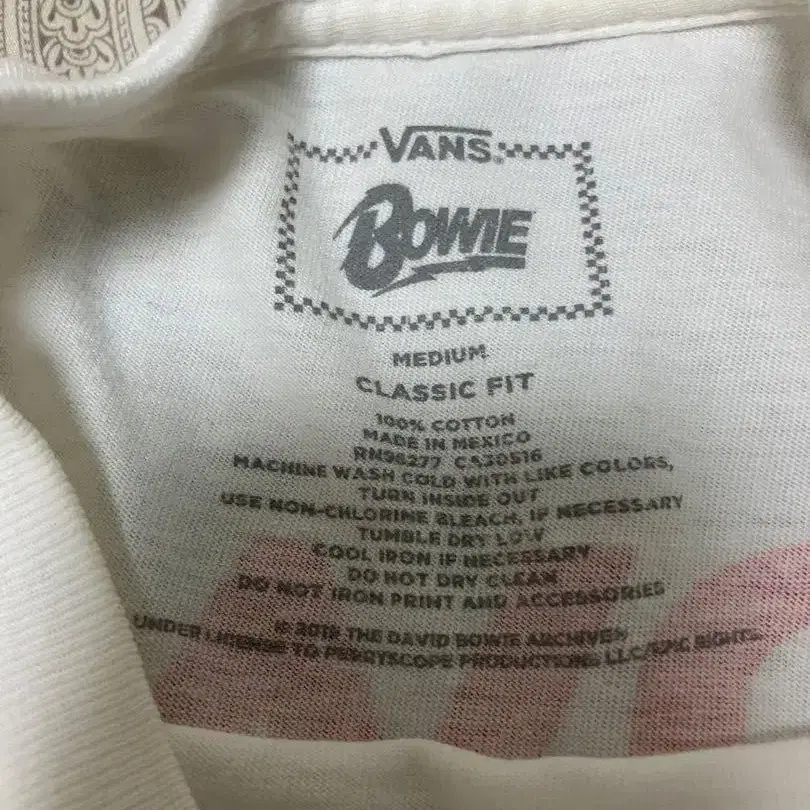 VANS
BOWIE
MEDIUM
CLASSIC FIT
100% COTTON
MADE IN MEXICO
RN96277 CA30516
MACHINE WASH COLD WITH LIKE COLORS,
TURN INSIDE OUT
USE NON-CHLORINE BLEACH, IF NECESSARY
TUMBLE DRY LOW
COOL IRON IF NECESSARY
DO NOT DRY CLEAN
DO NOT IRON PRINT AND ACCESSORIES
© THE DAVID BOWIE ARCHIVE®
UNDER LICENSE TO PERRYSCOPE PRODUCTIONS LLC/EPIC RIGHTS.